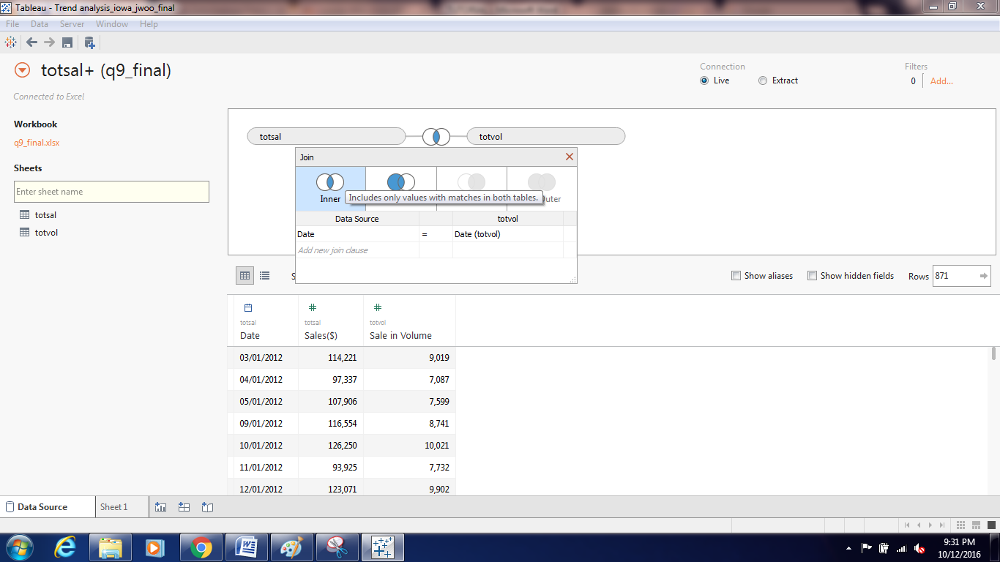 Tableau - Trend analysis_iowa_jwoo_final
File Data Server Window Help
totsal+ (q9_final)
Connection
Live Extract
Filters
0 Add...
Connected to Excel
Workbook
q9_final.xlsx
Sheets
Enter sheet name
totsal
totvol
totsal totvol
Join
Inner
Includes only values with matches in both tables.
Outer
Data Source totvol
Date = Date (totvol)
Add new join clause
S
Show aliases Show hidden fields Rows 871
totsal totsal totvol
Date Sales($) Sale in Volume
03/01/2012 114,221 9,019
04/01/2012 97,337 7,087
05/01/2012 107,906 7,599
09/01/2012 116,554 8,741
10/01/2012 126,250 10,021
11/01/2012 93,925 7,732
12/01/2012 123,071 9,902
Data Source Sheet 1
9:31 PM
10/12/2016